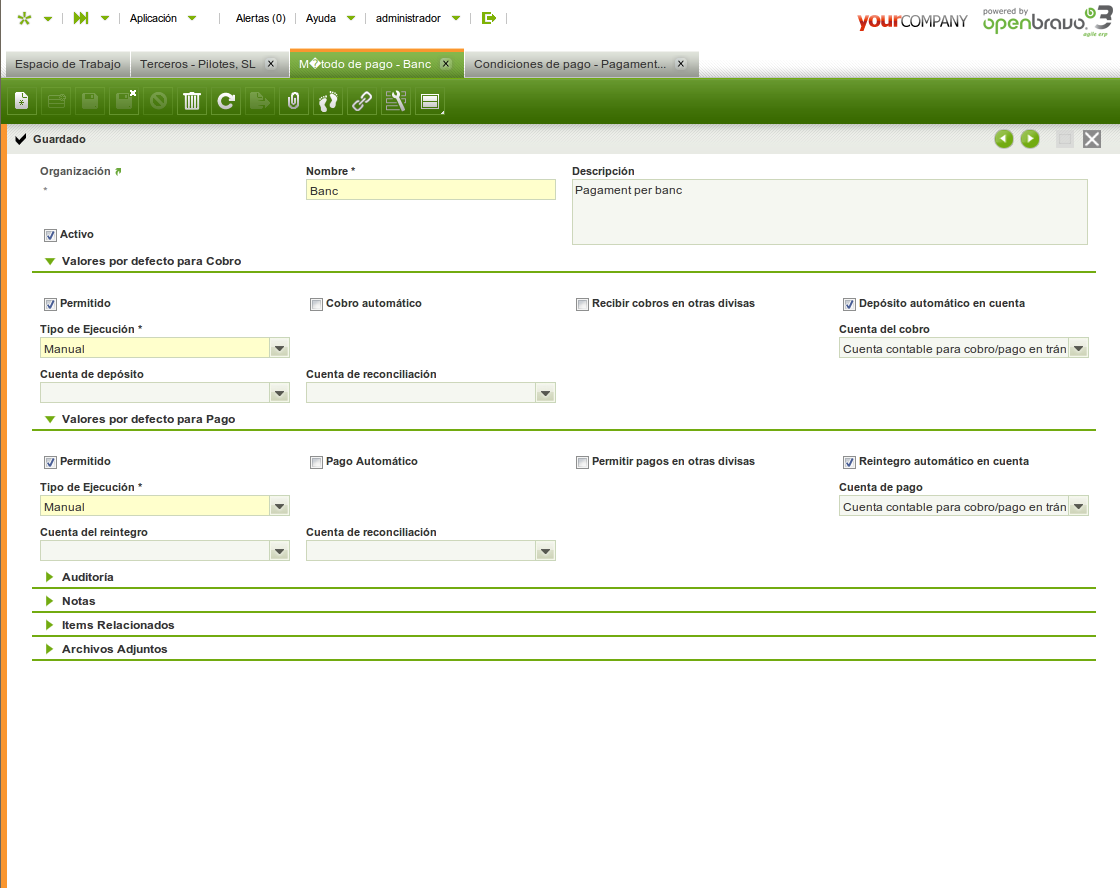 Aplicación Alertas (0) Ayuda administrador
yourCOMPANY
powered by
openbravo 3
agile erp
Espacio de Trabajo Terceros - Pilotes, SL x M�todo de pago - Banc x Condiciones de pago - Pagament... x
Guardado
Organización Nombre * Descripción
* Banc Pagament per banc
Activo
Valores por defecto para Cobro
Permitido Cobro automático Recibir cobros en otras divisas Depósito automático en cuenta
Tipo de Ejecución * Cuenta del cobro
Manual Cuenta contable para cobro/pago en trán
Cuenta de depósito Cuenta de reconciliación
Valores por defecto para Pago
Permitido Pago Automático Permitir pagos en otras divisas Reintegro automático en cuenta
Tipo de Ejecución * Cuenta de pago
Manual Cuenta contable para cobro/pago en trán
Cuenta del reintegro Cuenta de reconciliación
Auditoría
Notas
Items Relacionados
Archivos Adjuntos